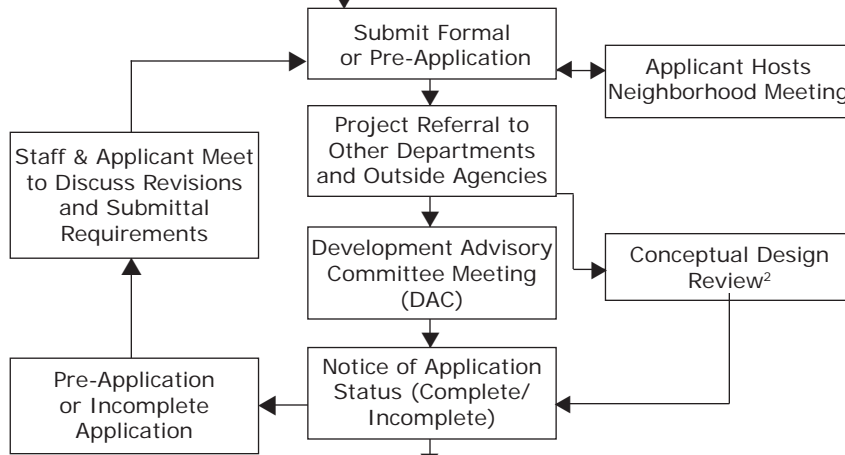 Submit Formal
or Pre-Application
Applicant Hosts
Neighborhood Meeting
Project Referral to
Other Departments
and Outside Agencies
Staff & Applicant Meet
to Discuss Revisions
and Submittal
Requirements
Development Advisory
Committee Meeting
(DAC)
Conceptual Design
Review²
Notice of Application
Status (Complete/
Incomplete)
Pre-Application
or Incomplete
Application